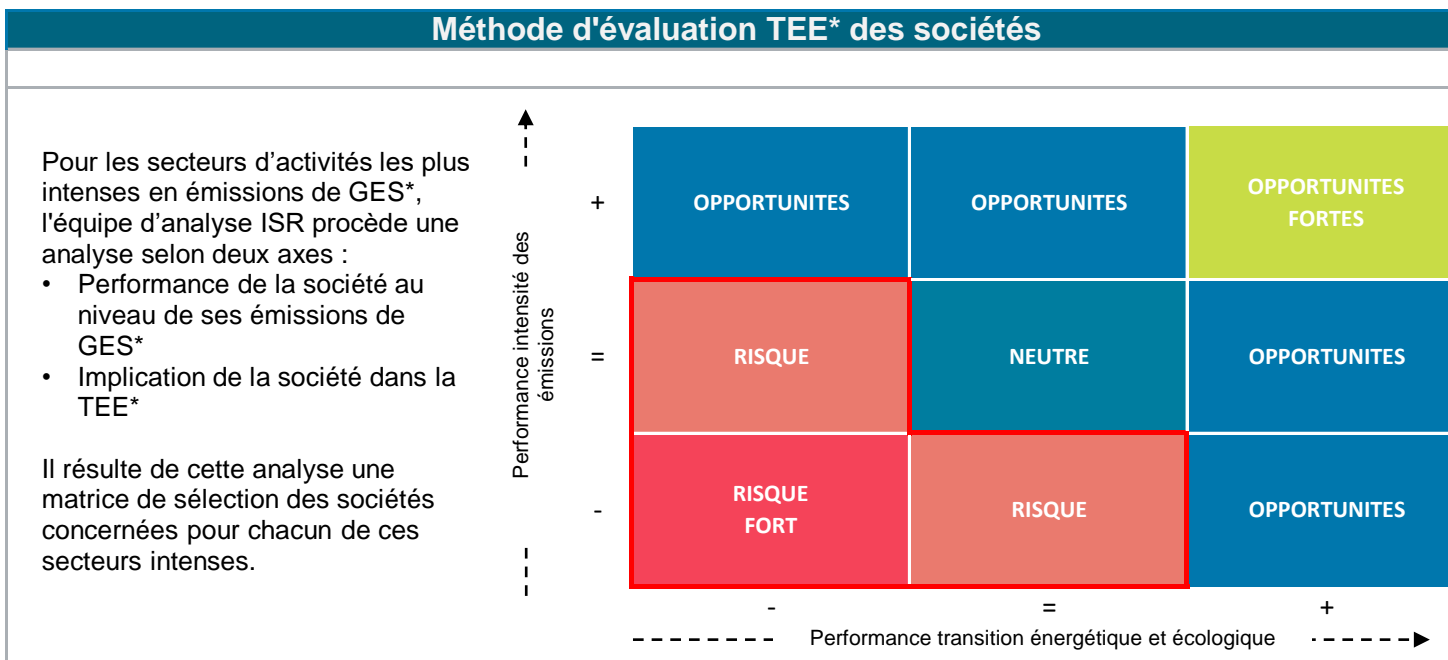 Méthode d'évaluation TEE* des sociétés
Pour les secteurs d’activités les plus
intenses en émissions de GES*,
l'équipe d’analyse ISR procède une
analyse selon deux axes :
• Performance de la société au
niveau de ses émissions de
GES*
• Implication de la société dans la
TEE*
Il résulte de cette analyse une
matrice de sélection des sociétés
concernées pour chacun de ces
secteurs intenses.
Performance intensité des
émissions
+
OPPORTUNITES
OPPORTUNITES
OPPORTUNITES
FORTES
=
RISQUE
NEUTRE
OPPORTUNITES
-
RISQUE
FORT
RISQUE
OPPORTUNITES
- = +
Performance transition énergétique et écologique